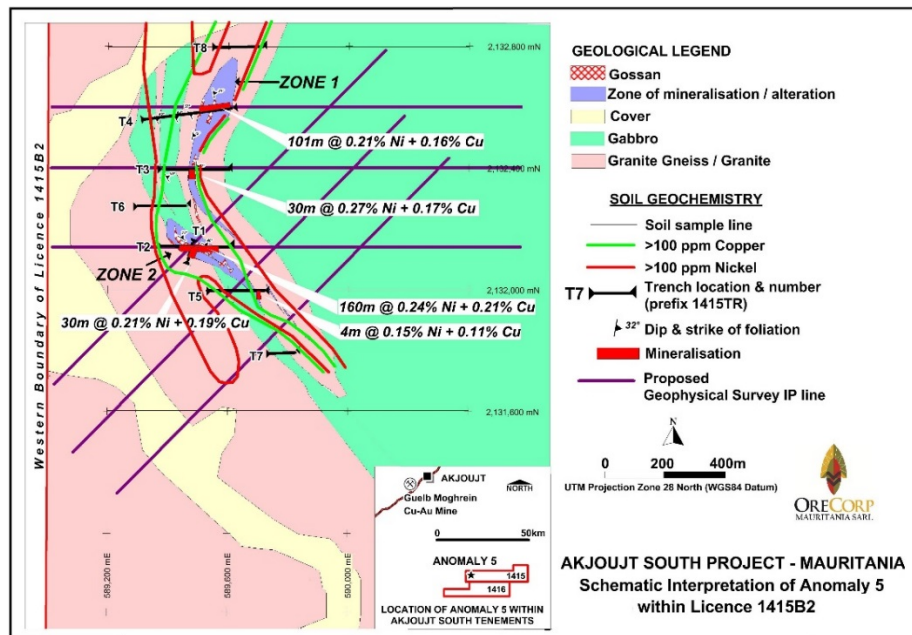 T8
2,132,800 mN
ZONE 1
T4
101m @ 0.21% Ni + 0.16% Cu
T3
2,132,400 mN
30m @ 0.27% Ni + 0.17% Cu
T6
T1
T2
ZONE 2
T5
2,132,000 mN
160m @ 0.24% Ni + 0.21% Cu
30m @ 0.21% Ni + 0.19% Cu
4m @ 0.15% Ni + 0.11% Cu
T7
2,131,600 mN
Western Boundary of Licence 1415B2
589,200 mE
589,600 mE
590,000 mE
AKJOUJT
Guelb Moghrein
Cu-Au Mine
NORTH
0 50km
ANOMALY 5
1415
1416
LOCATION OF ANOMALY 5 WITHIN
AKJOUJT SOUTH TENEMENTS
GEOLOGICAL LEGEND
Gossan
Zone of mineralisation / alteration
Cover
Gabbro
Granite Gneiss / Granite
SOIL GEOCHEMISTRY
Soil sample line
>100 ppm Copper
>100 ppm Nickel
T7 Trench location & number
(prefix 1415TR)
32° Dip & strike of foliation
Mineralisation
Proposed
Geophysical Survey IP line
N
0 200 400m
UTM Projection Zone 28 North (WGS84 Datum)
ORECORP
MAURITANIA SARL.
AKJOUJT SOUTH PROJECT - MAURITANIA
Schematic Interpretation of Anomaly 5
within Licence 1415B2